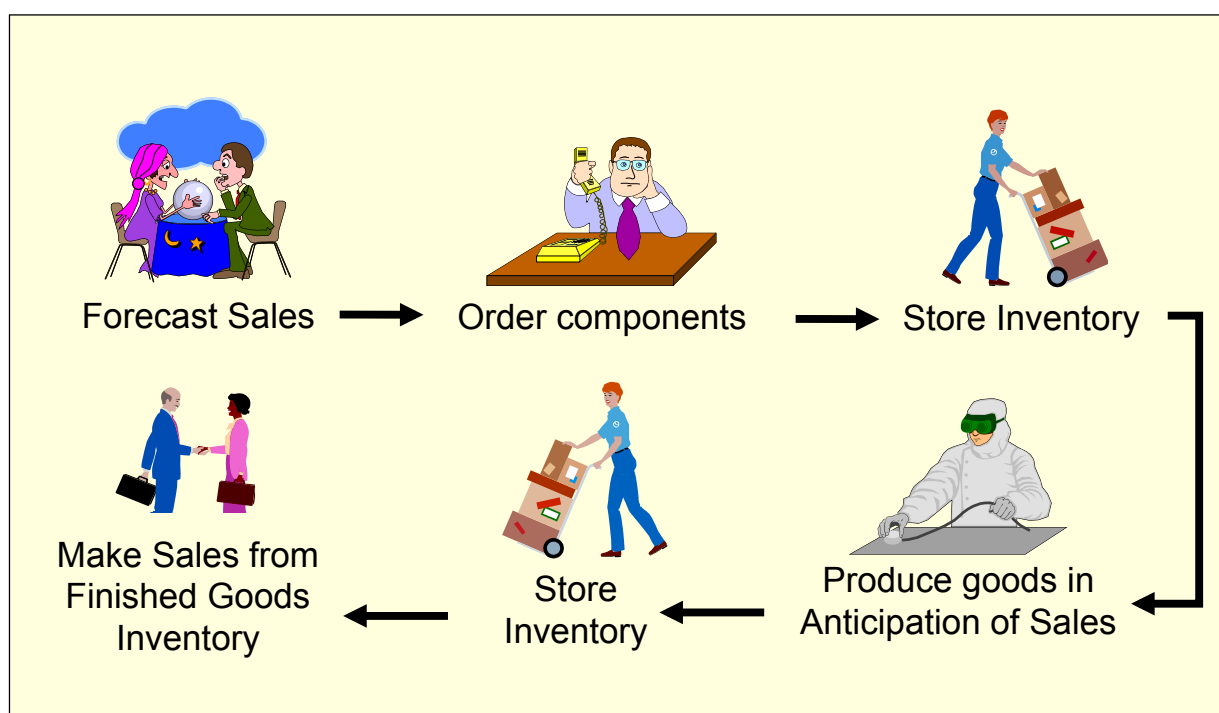 Forecast Sales
Order components
Store Inventory
Produce goods in
Anticipation of Sales
Store
Inventory
Make Sales from
Finished Goods
Inventory